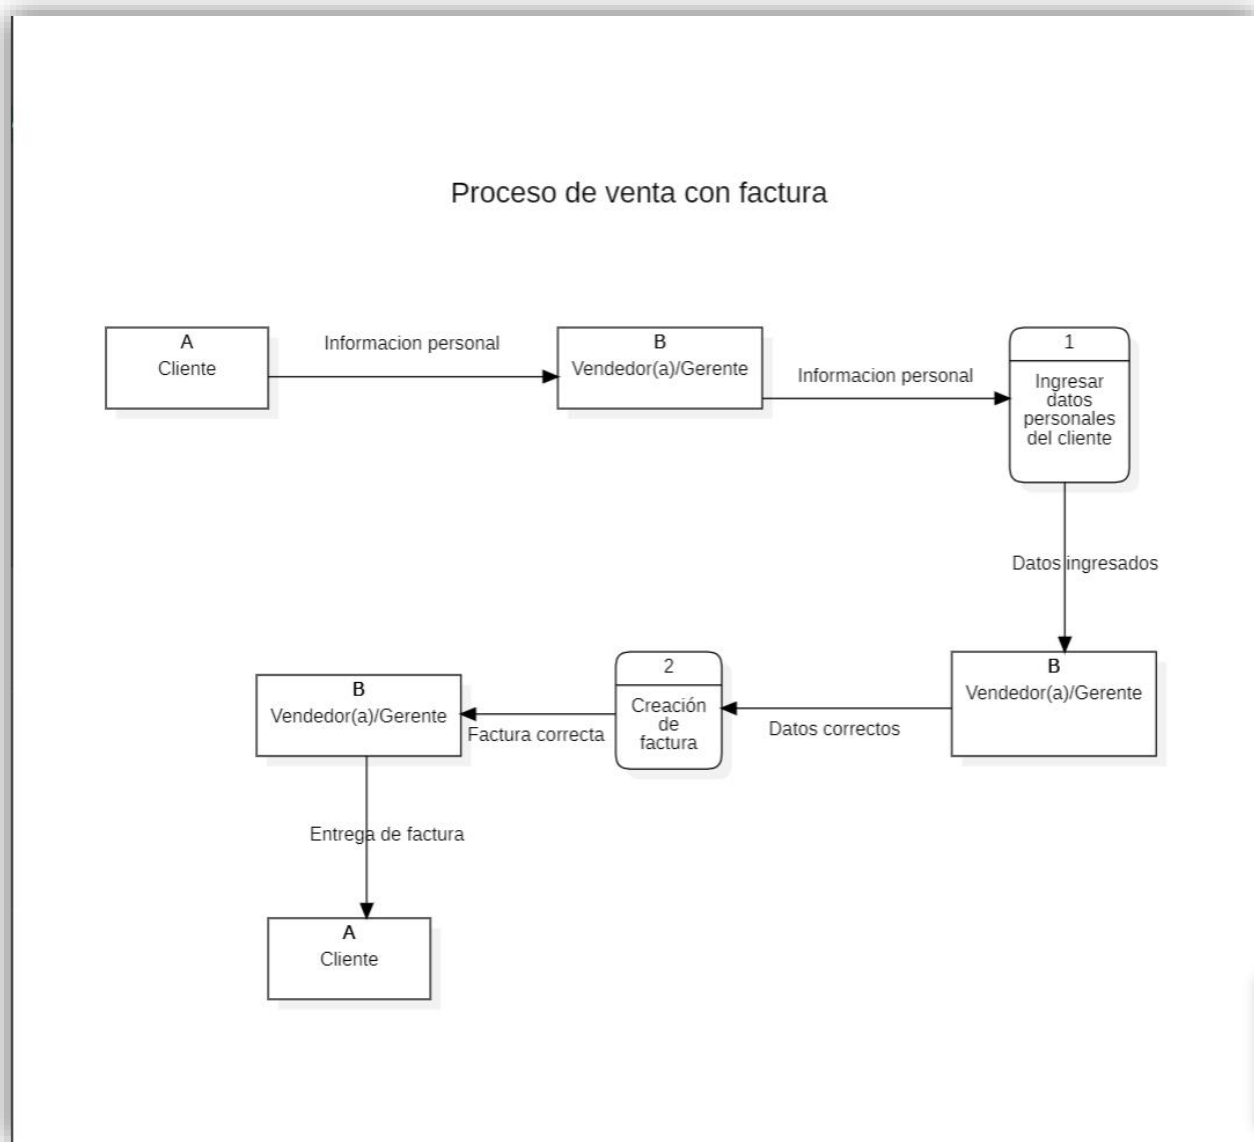 Proceso de venta con factura
A
Cliente
Informacion personal
B
Vendedor(a)/Gerente
Informacion personal
1
Ingresar
datos
personales
del cliente
Datos ingresados
B
Vendedor(a)/Gerente
Datos correctos
2
Creación
de
factura
Factura correcta
B
Vendedor(a)/Gerente
Entrega de factura
A
Cliente